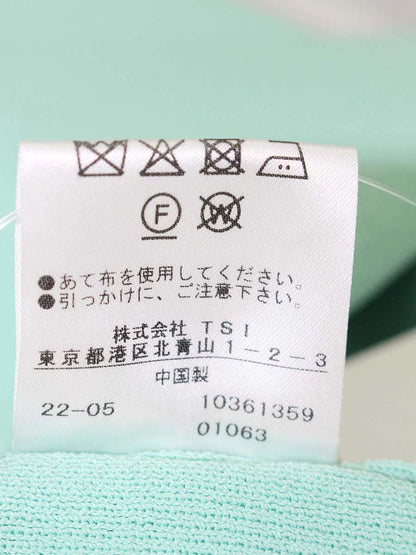 F W
●あて布を使用してください。
●引っかけに、ご注意下さい。
株式会社 TSI
東京都港区北青山1-2-3
中国製
22-05 10361359
01063